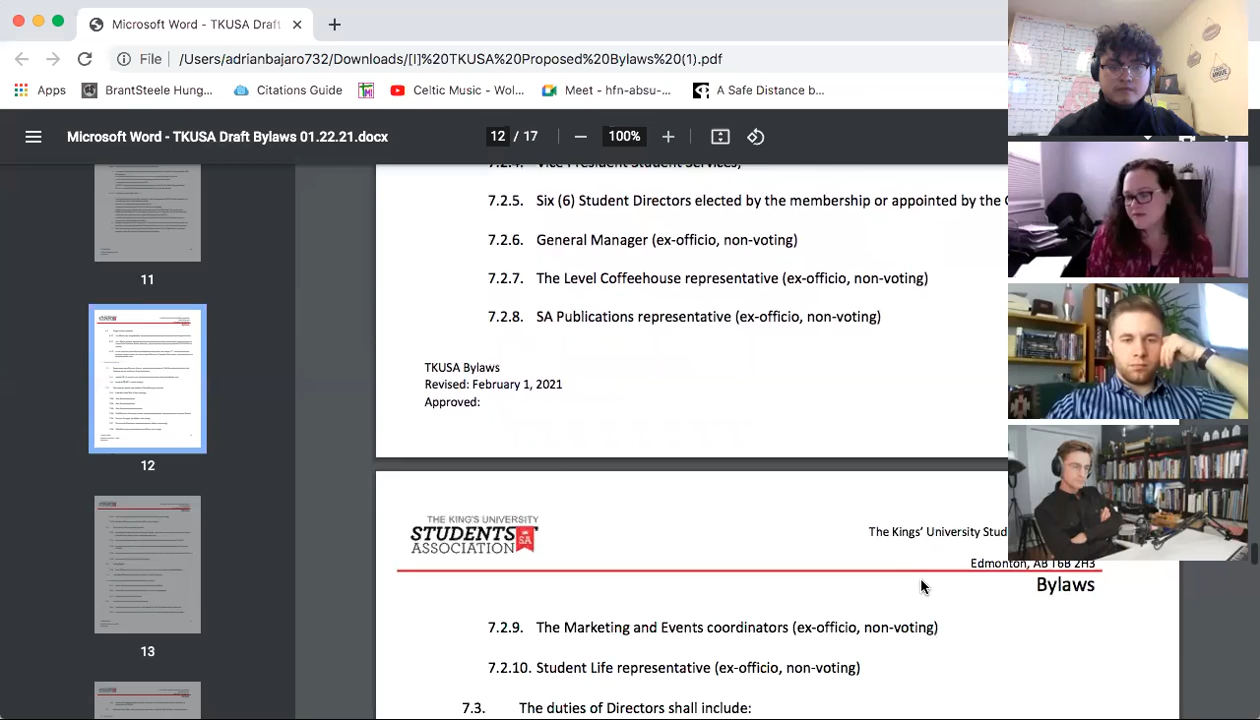 Microsoft Word - TKUSA Draft
File /Users/adrianbajaro732/Downloads/[I]%20TKUSA%20Proposed%20Bylaws%20(1).pdf
Apps BrantSteele Hung... Citations Guide Celtic Music - Wol... Meet - hfn-absu-... A Safe Distance b...
Microsoft Word - TKUSA Draft Bylaws 01.22.21.docx 12 / 17 100%
7.2.4. Vice President Student Services,
7.2.5. Six (6) Student Directors elected by the membership or appointed by the
7.2.6. General Manager (ex-officio, non-voting)
11
7.2.7. The Level Coffeehouse representative (ex-officio, non-voting)
7.2.8. SA Publications representative (ex-officio, non-voting)
TKUSA Bylaws
Revised: February 1, 2021
Approved:
12
THE KING'S UNIVERSITY
STUDENTS
ASSOCIATION SA
The Kings' University
Edmonton, AB T6B 2H3
Bylaws
7.2.9. The Marketing and Events coordinators (ex-officio, non-voting)
13
7.2.10. Student Life representative (ex-officio, non-voting)
7.3. The duties of Directors shall include: